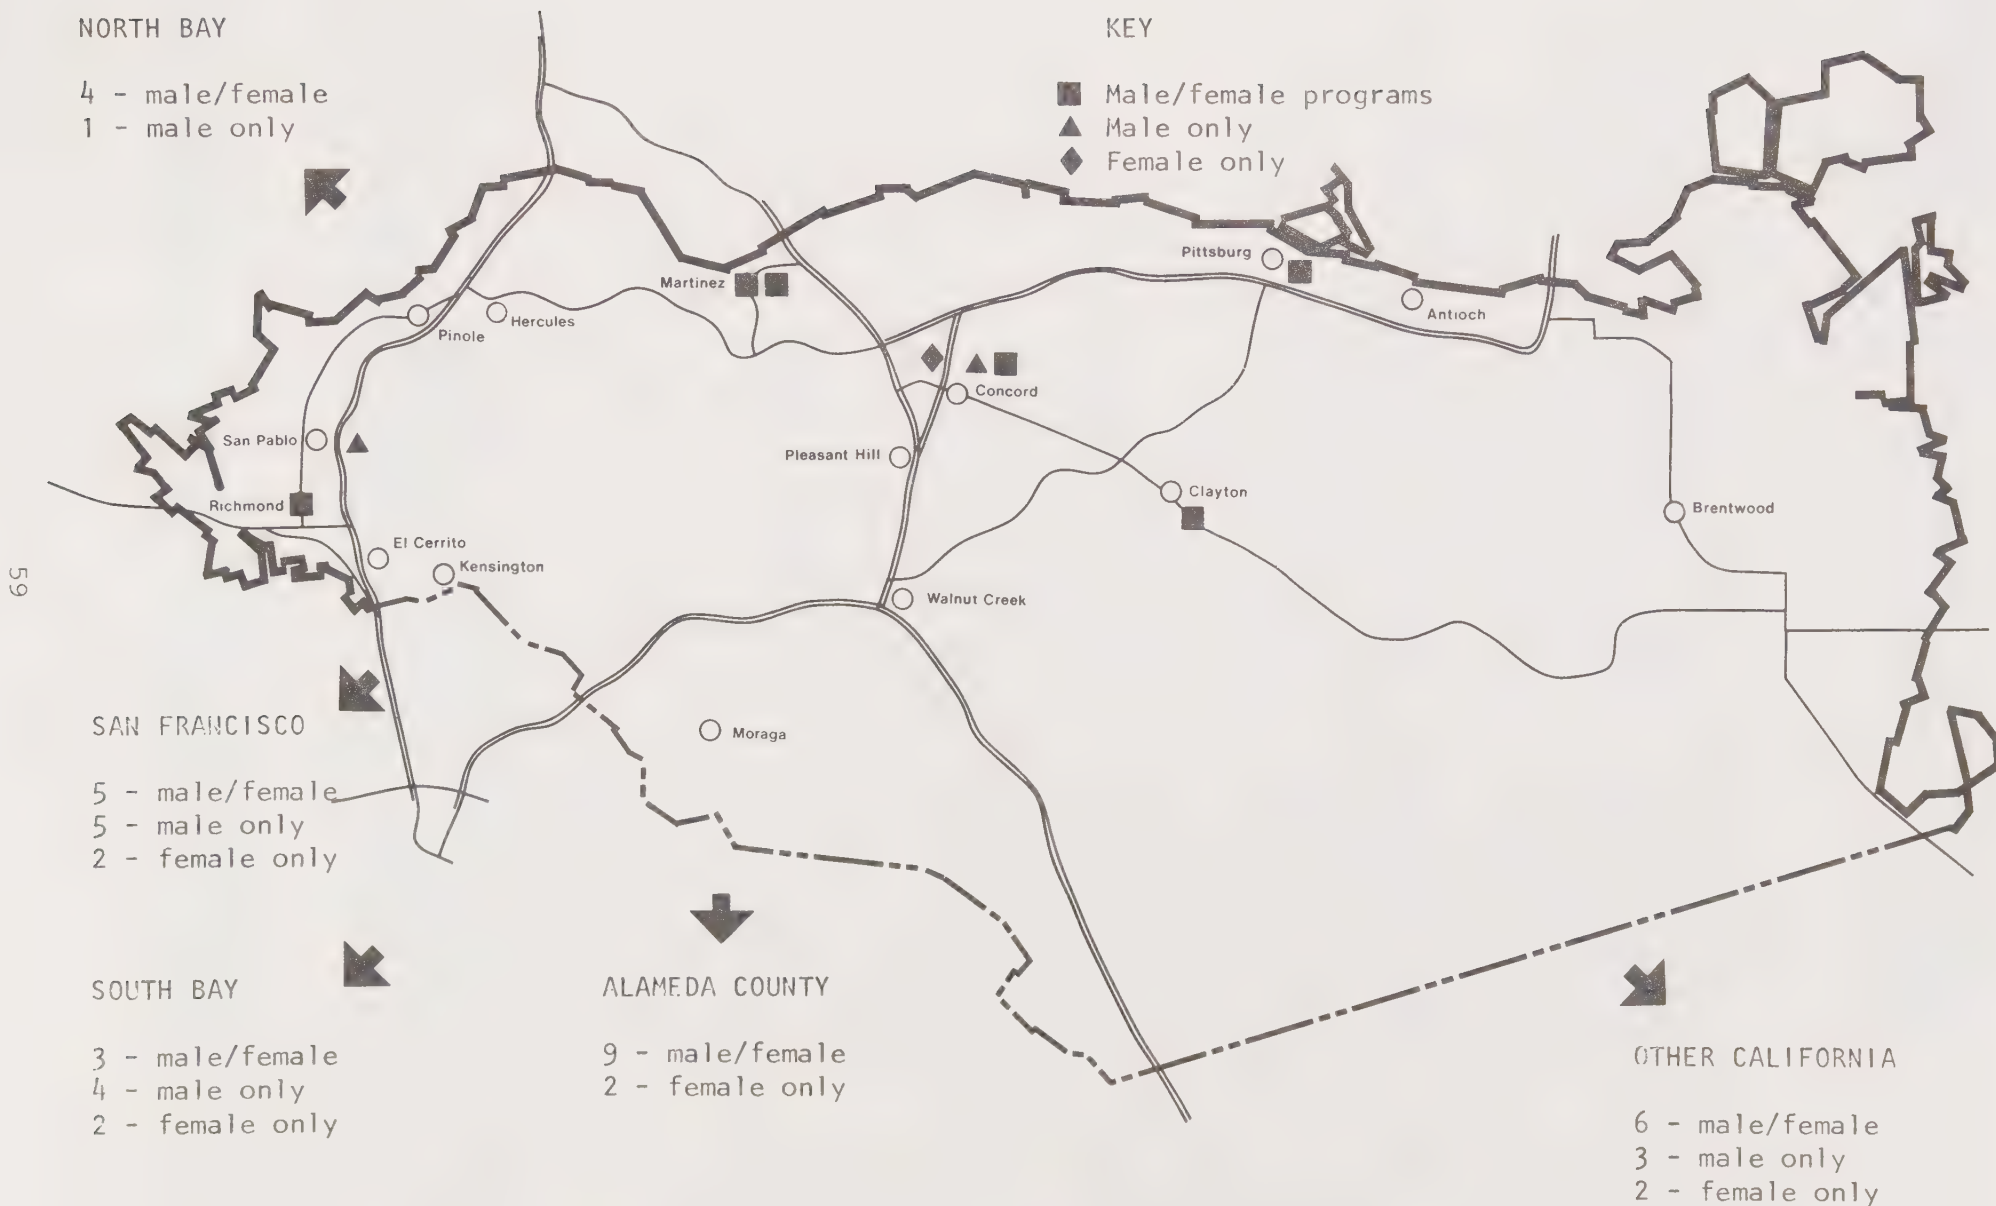 NORTH BAY
4 - male/female
1 - male only
KEY
Male/female programs
Male only
Female only
Martinez
Pittsburg
Antioch
Pinole
Hercules
Concord
San Pablo
Pleasant Hill
Richmond
Clayton
Brentwood
El Cerrito
Kensington
Walnut Creek
Moraga
59
SAN FRANCISCO
5 - male/female
5 - male only
2 - female only
SOUTH BAY
3 - male/female
4 - male only
2 - female only
ALAMEDA COUNTY
9 - male/female
2 - female only
OTHER CALIFORNIA
6 - male/female
3 - male only
2 - female only